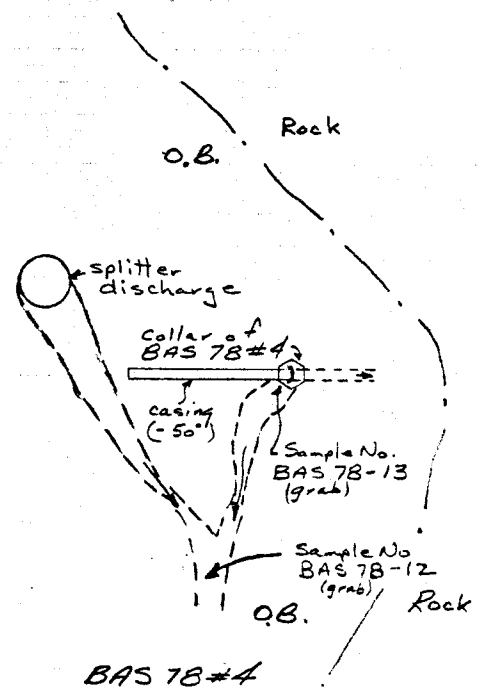 Rock
O.B.
splitter
discharge
Collar of
BAS 78#4
casing
(-50°)
Sample No.
BAS 78-13
(grab)
Sample No
BAS 78-12
(grab)
O.B.
Rock
BAS 78#4